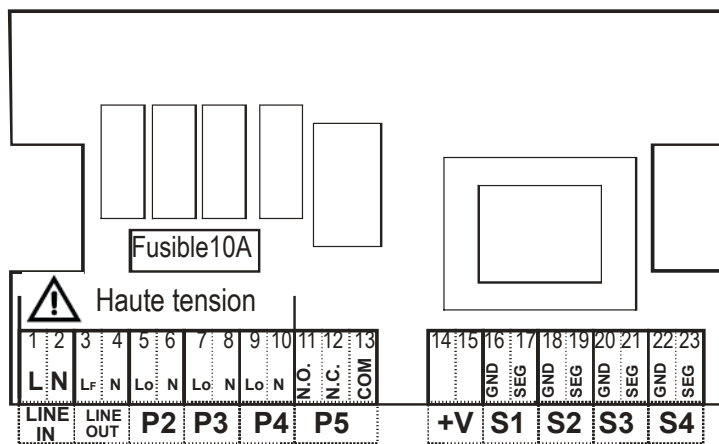 Fusible10A
Haute tension
1 2 3 4 5 6 7 8 9 10 11 12 13 14 15 16 17 18 19 20 21 22 23
L N LF N Lo N Lo N Lo N N.O. N.C. COM GND SEG GND SEG GND SEG GND SEG
LINE IN LINE OUT P2 P3 P4 P5 +V S1 S2 S3 S4